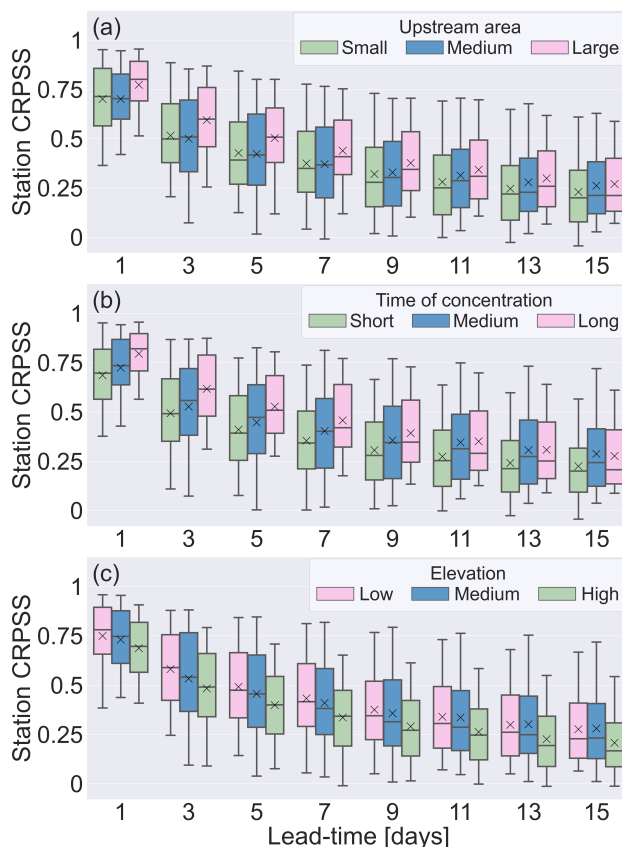 (a)
Upstream area
Small Medium Large
Station CRPSS
1
0.75
0.5
0.25
0
1 3 5 7 9 11 13 15
(b)
Time of concentration
Short Medium Long
Station CRPSS
1
0.75
0.5
0.25
0
1 3 5 7 9 11 13 15
(c)
Elevation
Low Medium High
Station CRPSS
1
0.75
0.5
0.25
0
1 3 5 7 9 11 13 15
Lead-time [days]